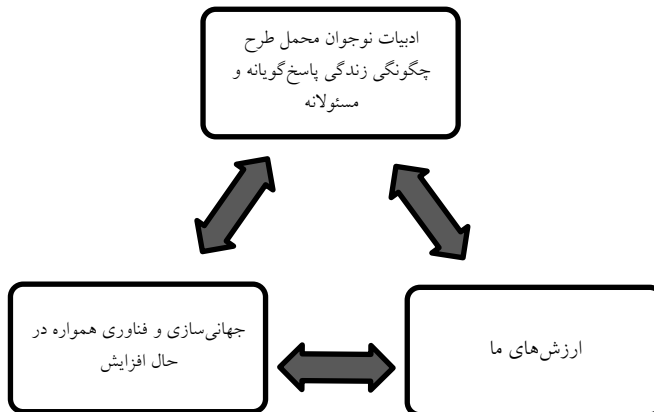 ادبیات نوجوان محمل طرح
چگونگی زندگی پاسخ‌گویانه و
مسئولانه
جهانی‌سازی و فناوری همواره در
حال افزایش
ارزش‌های ما